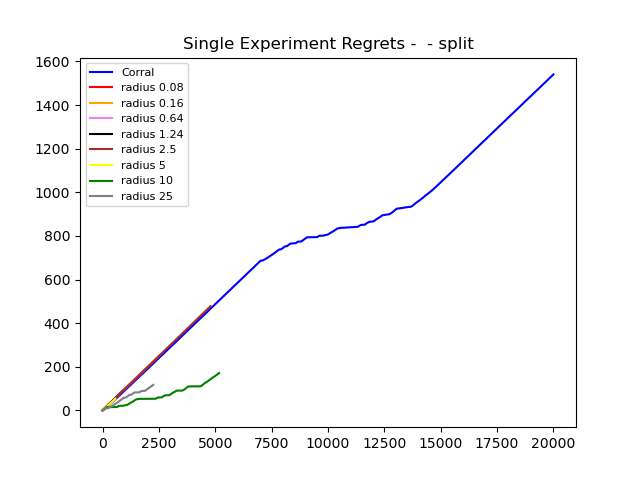 Single Experiment Regrets -  - split
1600
1400
1200
1000
800
600
400
200
0
Corral
radius 0.08
radius 0.16
radius 0.64
radius 1.24
radius 2.5
radius 5
radius 10
radius 25
0 2500 5000 7500 10000 12500 15000 17500 20000